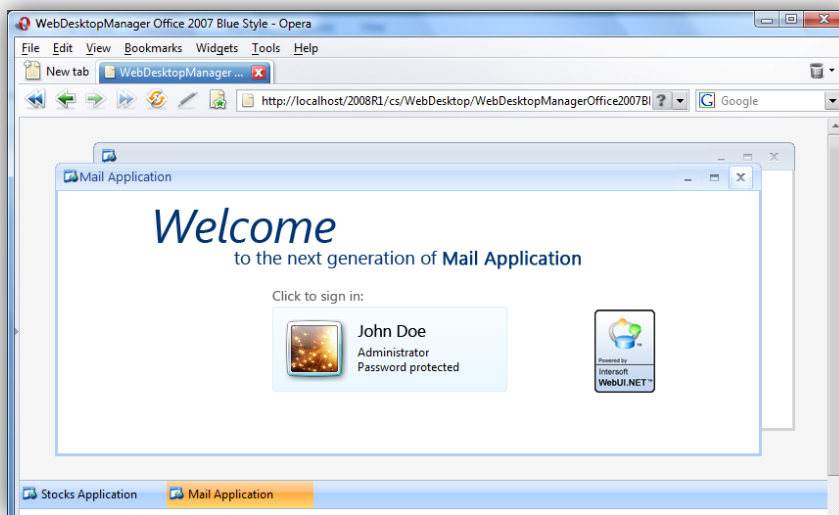 WebDesktopManager Office 2007 Blue Style - Opera
File Edit View Bookmarks Widgets Tools Help
New tab WebDesktopManager ...
http://localhost/2008R1/cs/WebDesktop/WebDesktopManagerOffice2007Bl ? G Google
Mail Application
Welcome
to the next generation of Mail Application
Click to sign in:
John Doe
Administrator
Password protected
Powered by
Intersoft
WebUI.NET™
Stocks Application Mail Application